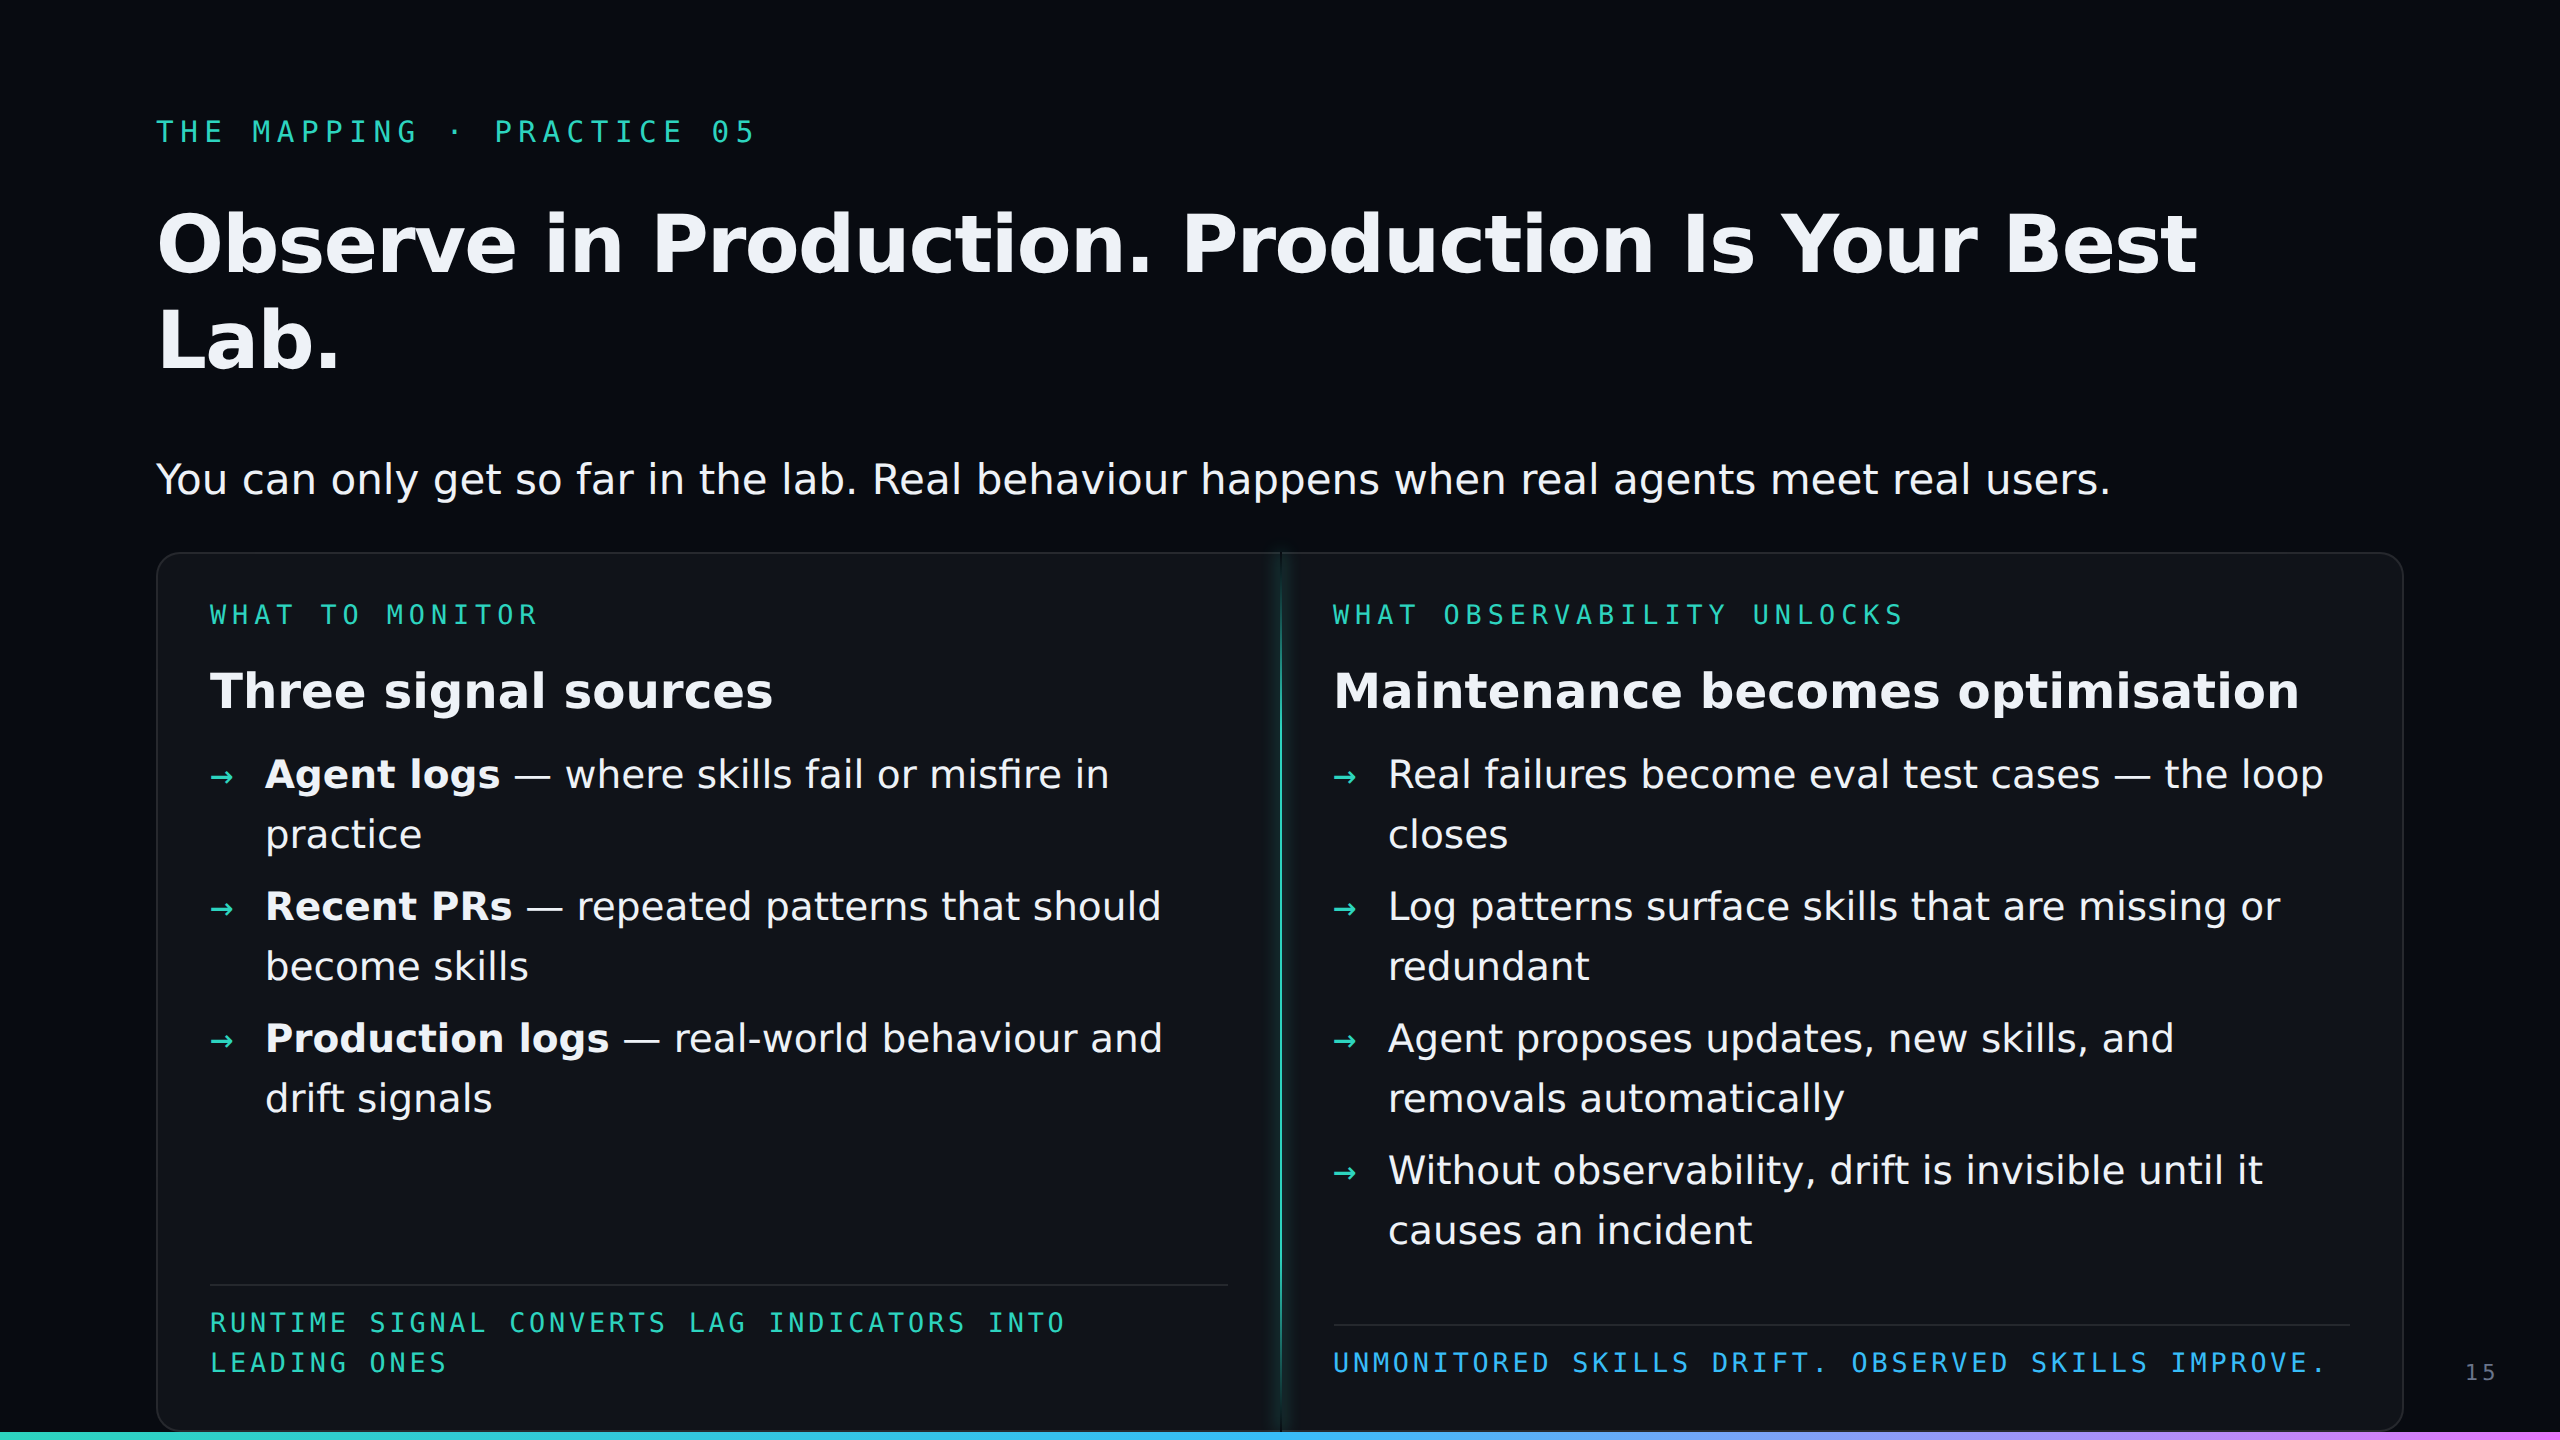 THE MAPPING · PRACTICE 05
Observe in Production. Production Is Your Best
Lab.
You can only get so far in the lab. Real behaviour happens when real agents meet real users.
WHAT TO MONITOR
Three signal sources
→ Agent logs — where skills fail or misfire in
practice
→ Recent PRs — repeated patterns that should
become skills
→ Production logs — real-world behaviour and
drift signals
RUNTIME SIGNAL CONVERTS LAG INDICATORS INTO
LEADING ONES
WHAT OBSERVABILITY UNLOCKS
Maintenance becomes optimisation
→ Real failures become eval test cases — the loop
closes
→ Log patterns surface skills that are missing or
redundant
→ Agent proposes updates, new skills, and
removals automatically
→ Without observability, drift is invisible until it
causes an incident
UNMONITORED SKILLS DRIFT. OBSERVED SKILLS IMPROVE.
15